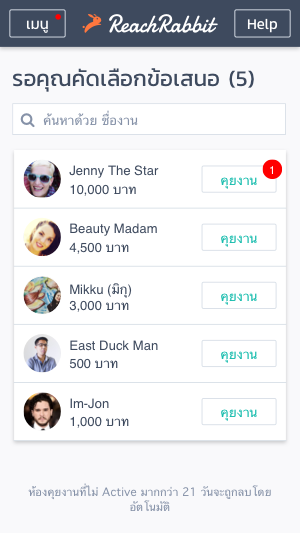 เมนู
ReachRabbit
Help
รอคุณคัดเลือกข้อเสนอ (5)
ค้นหาด้วย ชื่องาน
Jenny The Star
10,000 บาท
คุยงาน
1
Beauty Madam
4,500 บาท
คุยงาน
Mikku (มิกุ)
3,000 บาท
คุยงาน
East Duck Man
500 บาท
คุยงาน
Im-Jon
1,000 บาท
คุยงาน
ห้องคุยงานที่ไม่ Active มากกว่า 21 วันจะถูกลบโดย
อัตโนมัติ